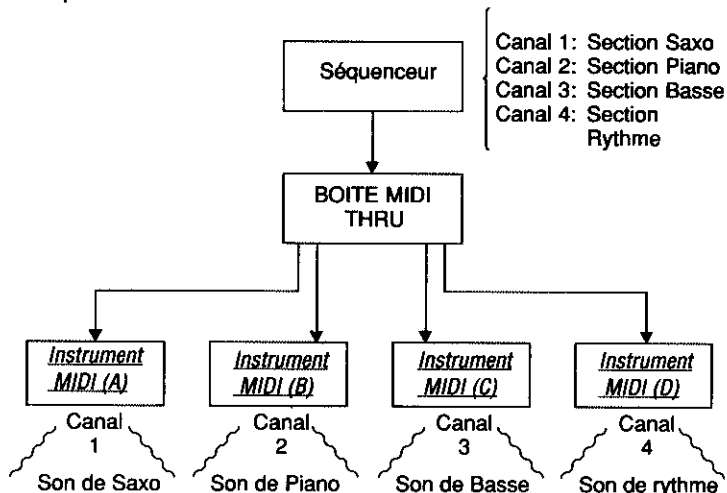 Séquenceur
Canal 1: Section Saxo
Canal 2: Section Piano
Canal 3: Section Basse
Canal 4: Section
Rythme
BOITE MIDI
THRU
Instrument
MIDI (A)
Instrument
MIDI (B)
Instrument
MIDI (C)
Instrument
MIDI (D)
Canal
1
Canal
2
Canal
3
Canal
4
Son de Saxo
Son de Piano
Son de Basse
Son de rythme